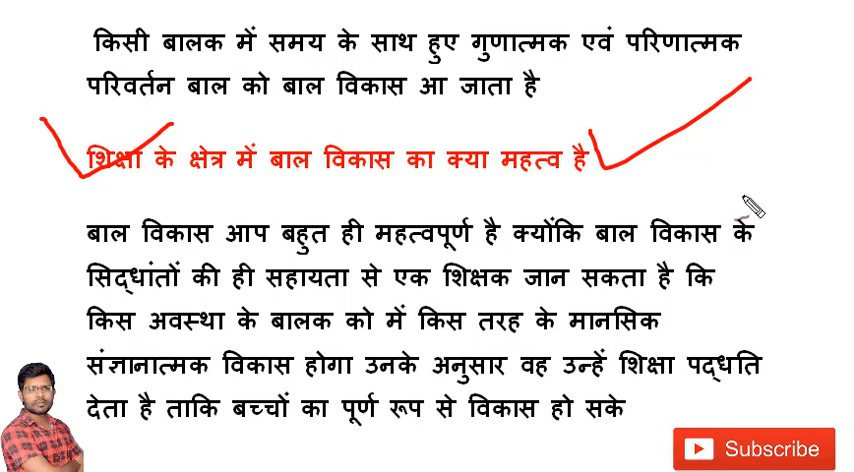 किसी बालक में समय के साथ हुए गुणात्मक एवं परिणात्मक
परिवर्तन बाल को बाल विकास आ जाता है
शिक्षा के क्षेत्र में बाल विकास का क्या महत्व है
बाल विकास आप बहुत ही महत्वपूर्ण है क्योंकि बाल विकास के
सिद्धांतों की ही सहायता से एक शिक्षक जान सकता है कि
किस अवस्था के बालक को में किस तरह के मानसिक
संज्ञानात्मक विकास होगा उनके अनुसार वह उन्हें शिक्षा पद्धति
देता है ताकि बच्चों का पूर्ण रूप से विकास हो सके
Subscribe